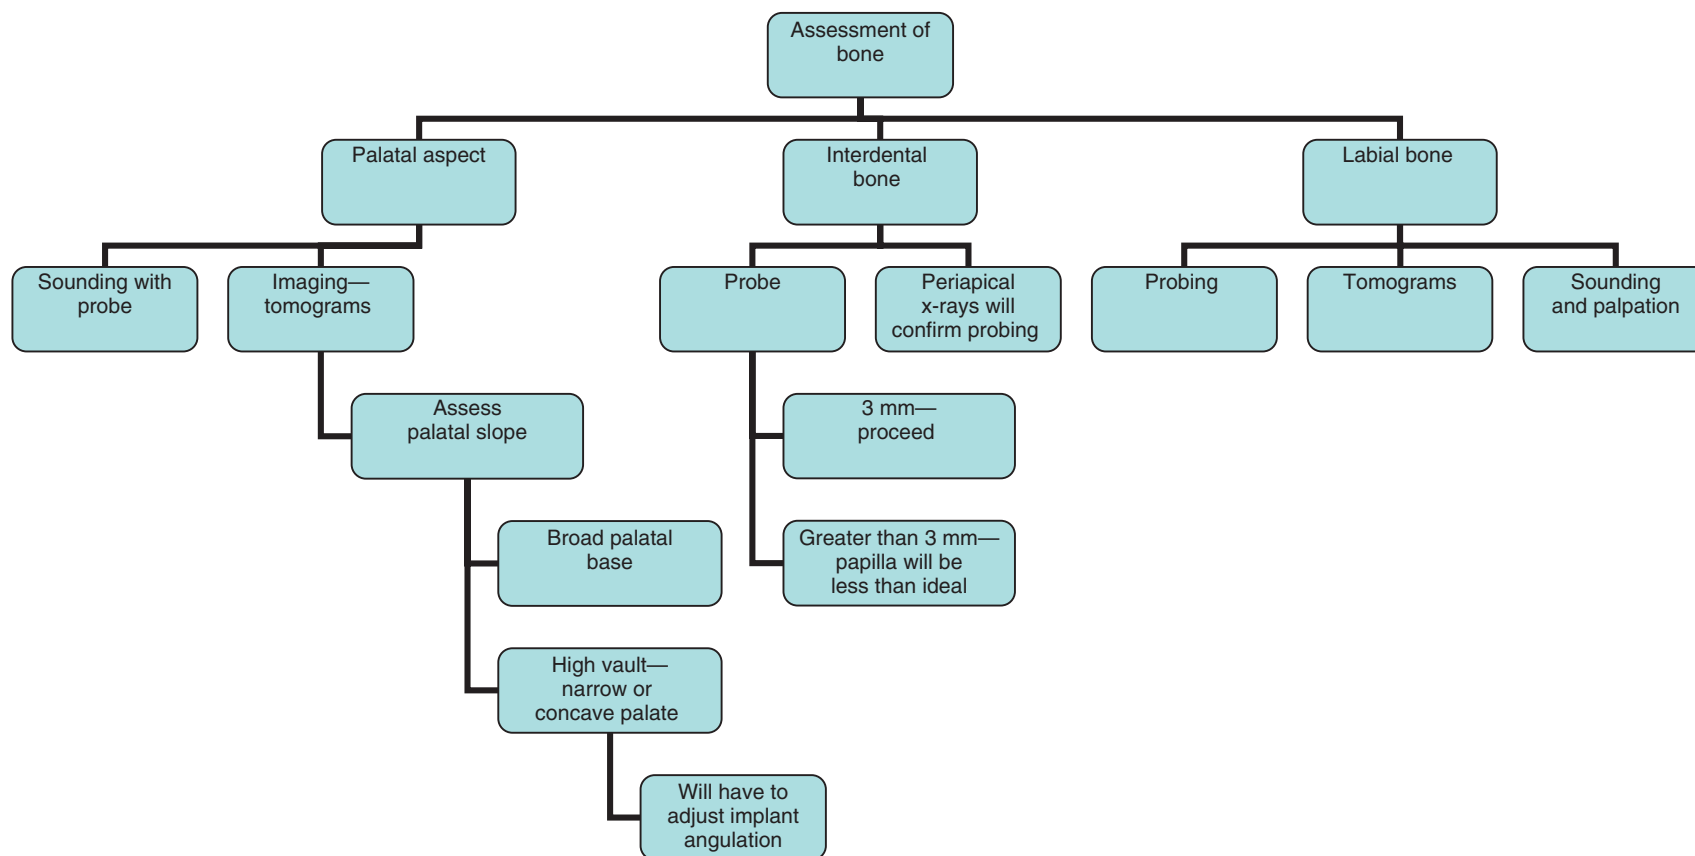 Assessment of
bone
Palatal aspect
Interdental
bone
Labial bone
Sounding with
probe
Imaging—
tomograms
Probe
Periapical
x-rays will
confirm probing
Probing
Tomograms
Sounding
and palpation
Assess
palatal slope
3 mm—
proceed
Broad palatal
base
Greater than 3 mm—
papilla will be
less than ideal
High vault—
narrow or
concave palate
Will have to
adjust implant
angulation